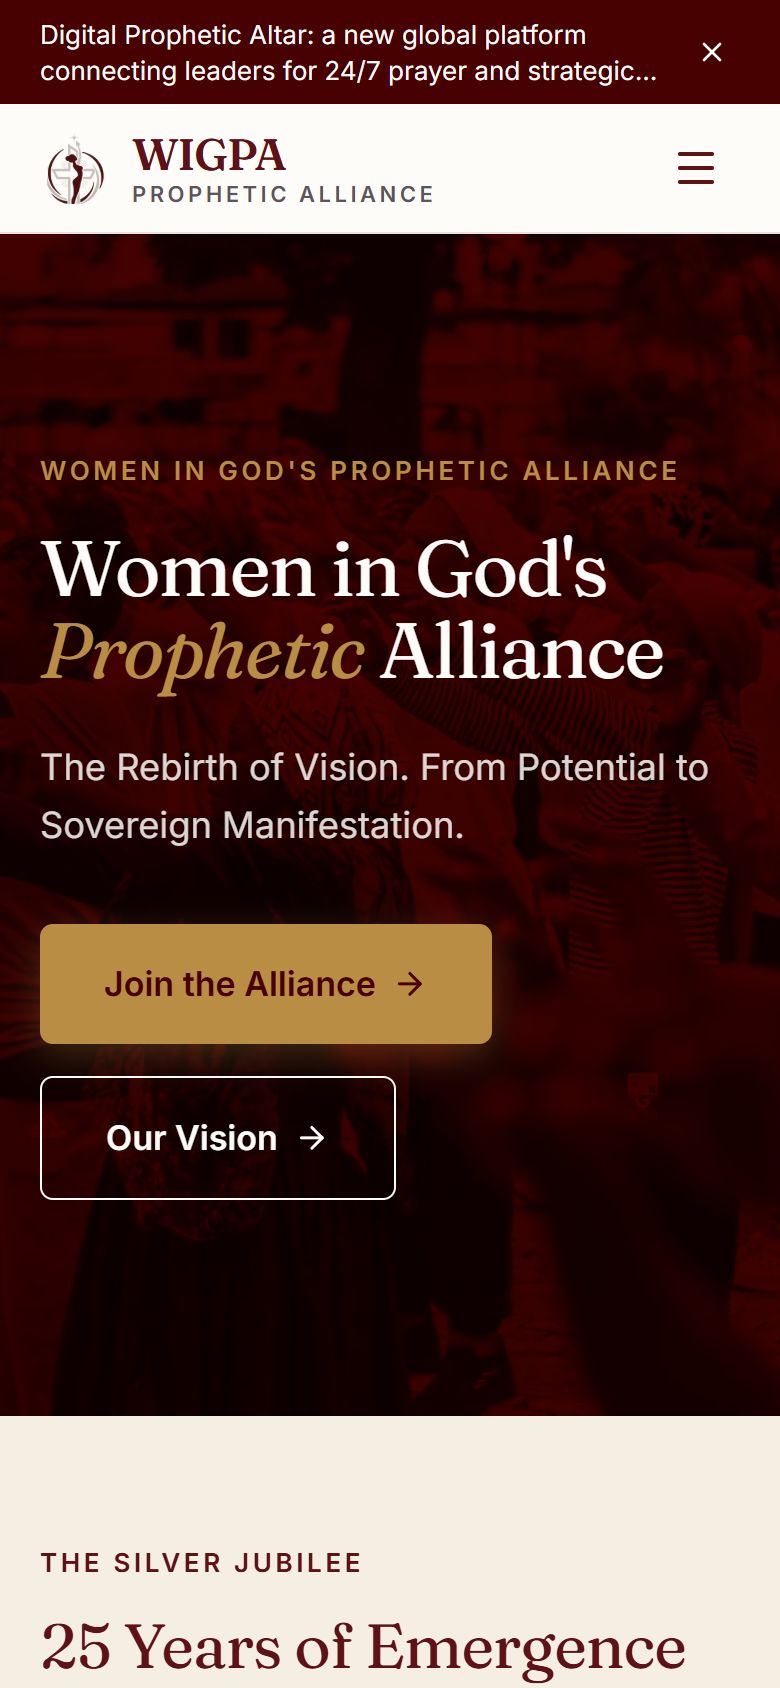 Digital Prophetic Altar: a new global platform
connecting leaders for 24/7 prayer and strategic...
WIGPA
PROPHETIC ALLIANCE
WOMEN IN GOD'S PROPHETIC ALLIANCE
Women in God's
Prophetic Alliance
The Rebirth of Vision. From Potential to
Sovereign Manifestation.
Join the Alliance →
Our Vision →
THE SILVER JUBILEE
25 Years of Emergence